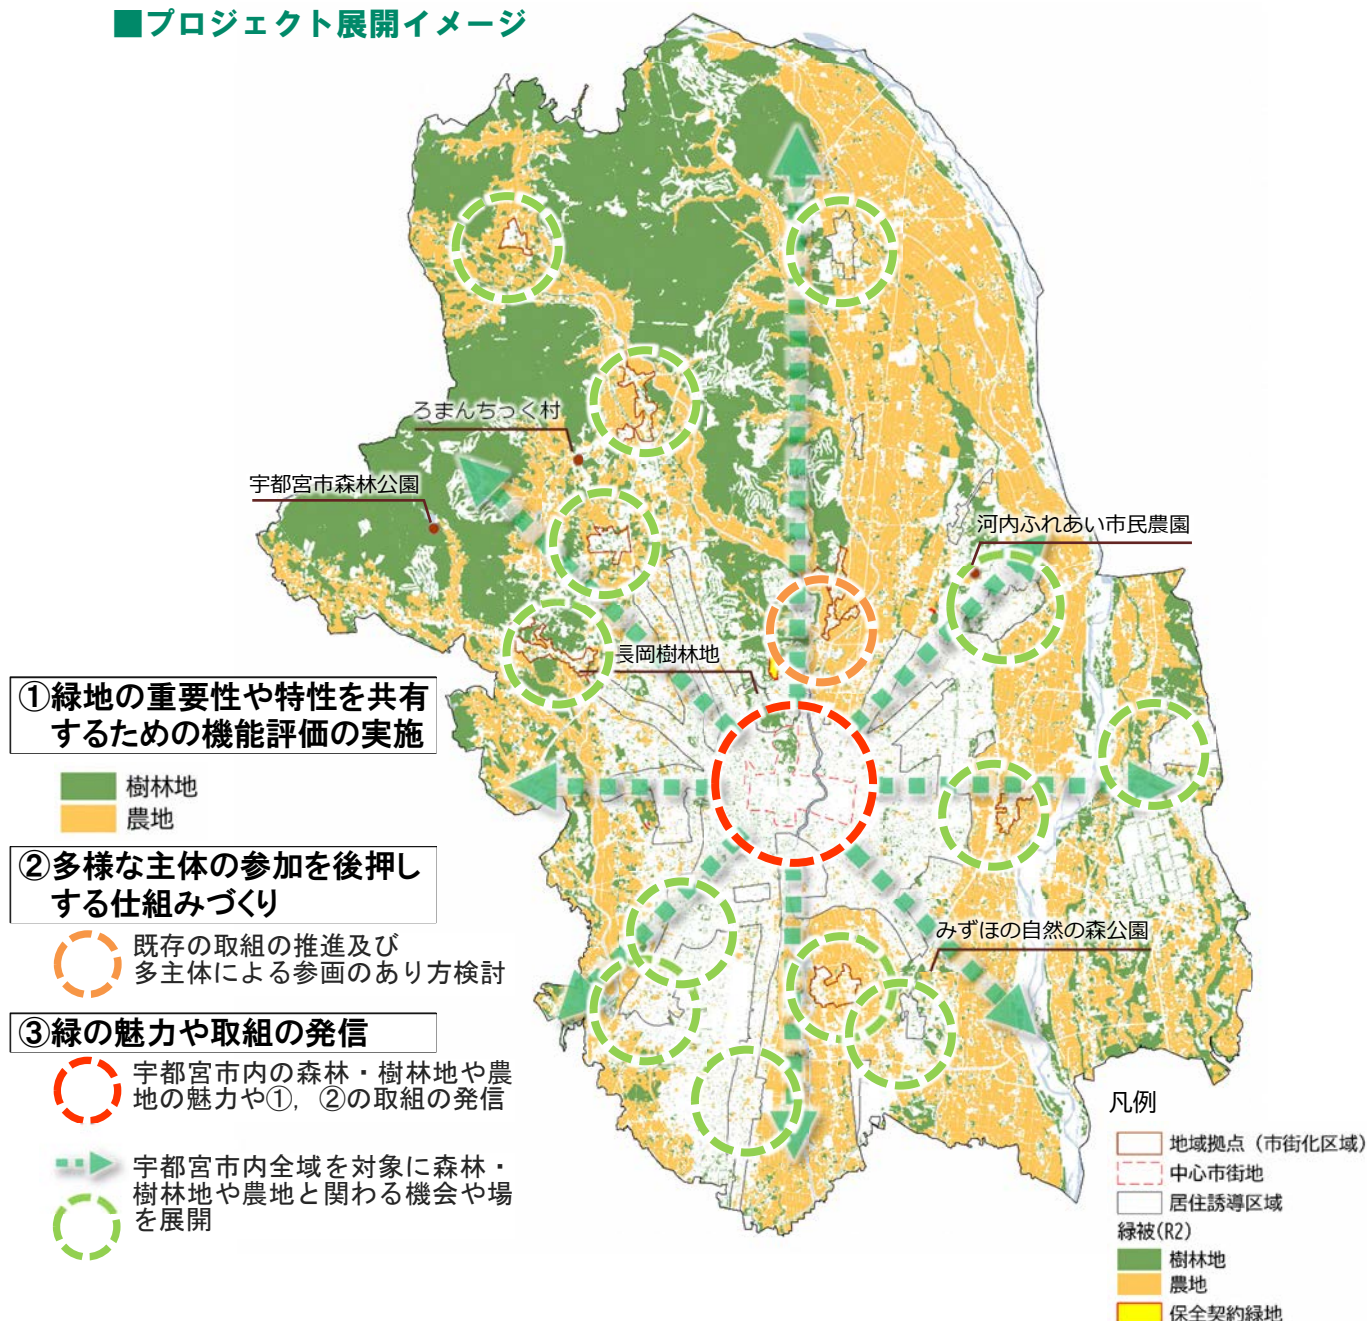 ■プロジェクト展開イメージ
ろまんちっく村
宇都宮市森林公園
河内ふれあい市民農園
長岡樹林地
みずほの自然の森公園
①緑地の重要性や特性を共有
するための機能評価の実施
樹林地
農地
②多様な主体の参加を後押し
する仕組みづくり
既存の取組の推進及び
多主体による参画のあり方検討
③緑の魅力や取組の発信
宇都宮市内の森林・樹林地や農
地の魅力や①，②の取組の発信
宇都宮市内全域を対象に森林・
樹林地や農地と関わる機会や場
を展開
凡例
地域拠点（市街化区域）
中心市街地
居住誘導区域
緑被(R2)
樹林地
農地
保全契約緑地